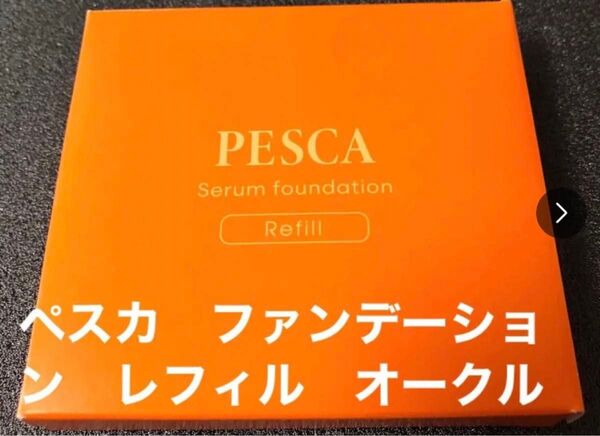 PESCA
Serum foundation
Refill
ペスカ　ファンデーショ
ン　レフィル　オークル